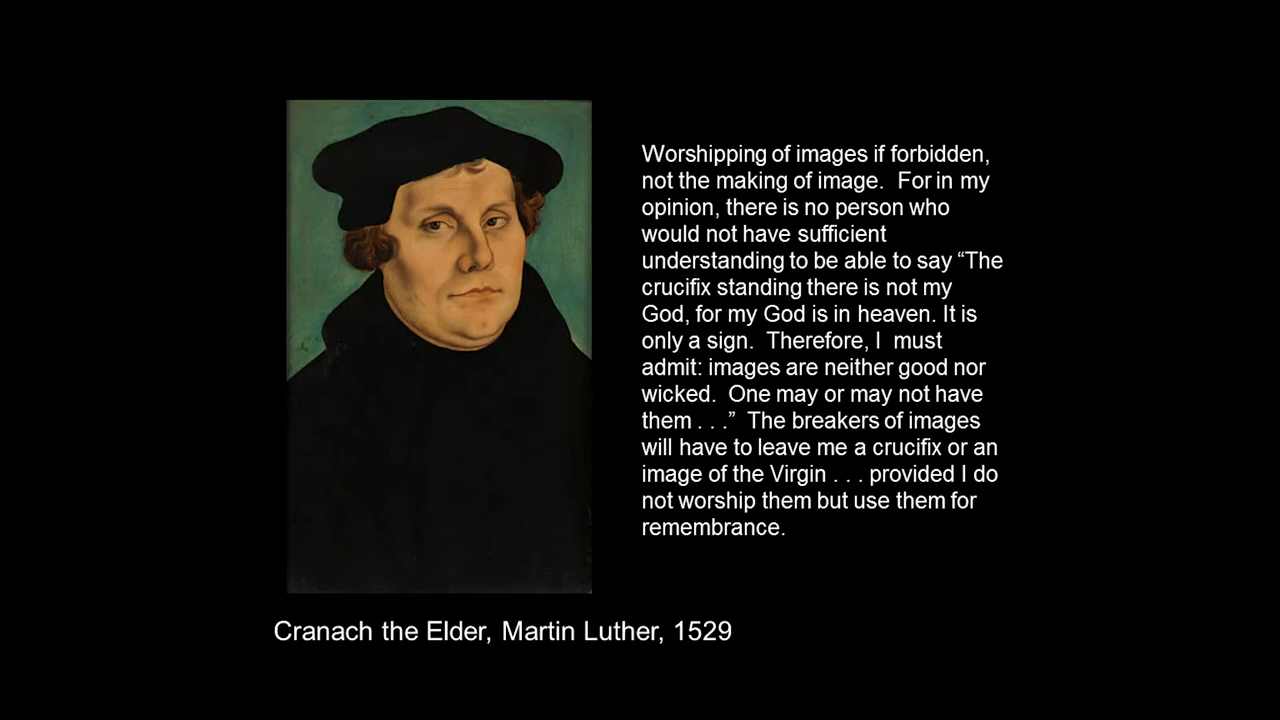 Worshipping of images if forbidden,
not the making of image.  For in my
opinion, there is no person who
would not have sufficient
understanding to be able to say “The
crucifix standing there is not my
God, for my God is in heaven. It is
only a sign.  Therefore, I  must
admit: images are neither good nor
wicked.  One may or may not have
them . . .”  The breakers of images
will have to leave me a crucifix or an
image of the Virgin . . . provided I do
not worship them but use them for
remembrance.
Cranach the Elder, Martin Luther, 1529